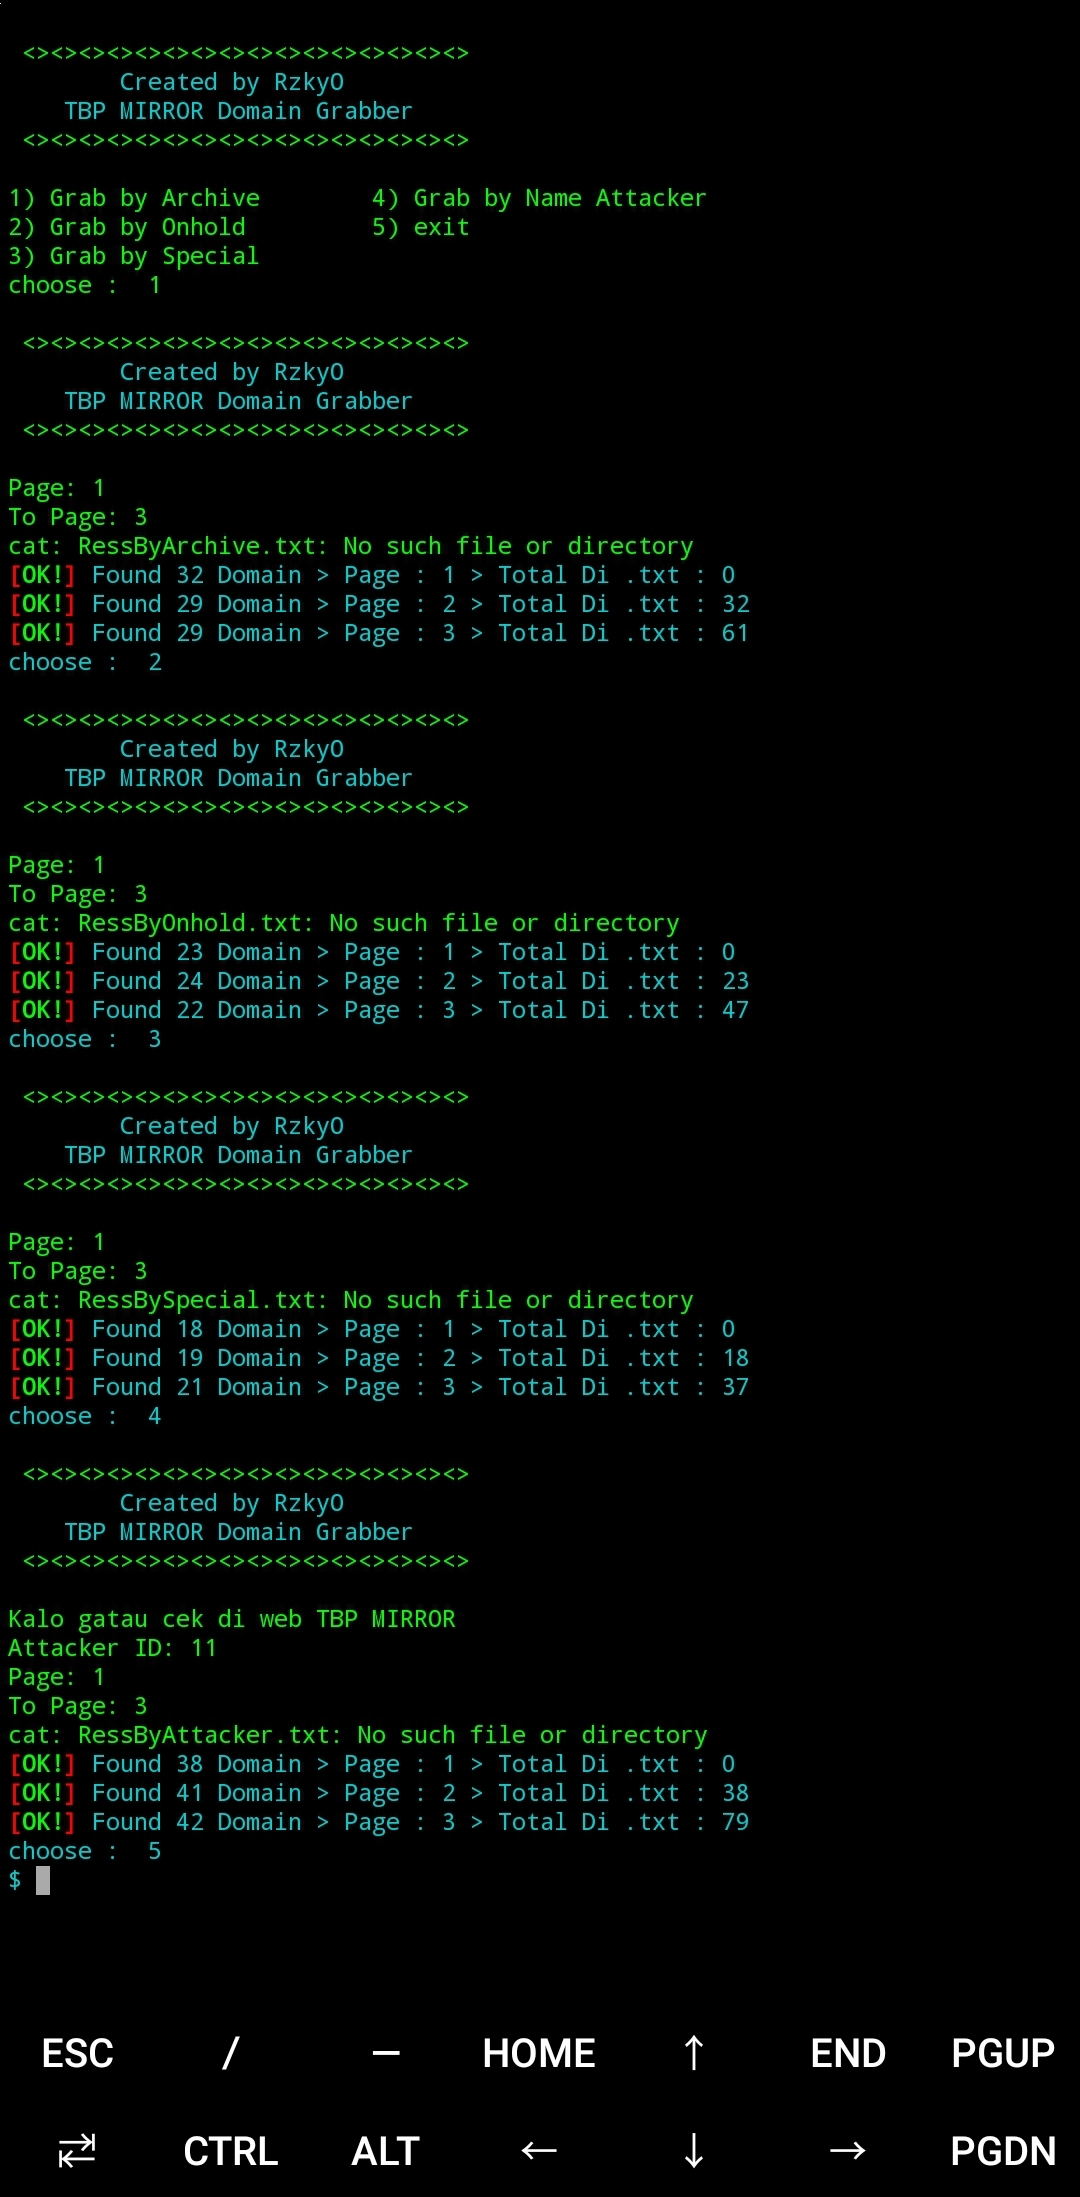 <><><><><><><><><><><><><><><><>
Created by RzkyO
TBP MIRROR Domain Grabber
<><><><><><><><><><><><><><><><>
1) Grab by Archive 4) Grab by Name Attacker
2) Grab by Onhold 5) exit
3) Grab by Special
choose : 1
<><><><><><><><><><><><><><><><>
Created by RzkyO
TBP MIRROR Domain Grabber
<><><><><><><><><><><><><><><><>
Page: 1
To Page: 3
cat: RessByArchive.txt: No such file or directory
[OK!] Found 32 Domain > Page : 1 > Total Di .txt : 0
[OK!] Found 29 Domain > Page : 2 > Total Di .txt : 32
[OK!] Found 29 Domain > Page : 3 > Total Di .txt : 61
choose : 2
<><><><><><><><><><><><><><><><>
Created by RzkyO
TBP MIRROR Domain Grabber
<><><><><><><><><><><><><><><><>
Page: 1
To Page: 3
cat: RessByOnhold.txt: No such file or directory
[OK!] Found 23 Domain > Page : 1 > Total Di .txt : 0
[OK!] Found 24 Domain > Page : 2 > Total Di .txt : 23
[OK!] Found 22 Domain > Page : 3 > Total Di .txt : 47
choose : 3
<><><><><><><><><><><><><><><><>
Created by RzkyO
TBP MIRROR Domain Grabber
<><><><><><><><><><><><><><><><>
Page: 1
To Page: 3
cat: RessBySpecial.txt: No such file or directory
[OK!] Found 18 Domain > Page : 1 > Total Di .txt : 0
[OK!] Found 19 Domain > Page : 2 > Total Di .txt : 18
[OK!] Found 21 Domain > Page : 3 > Total Di .txt : 37
choose : 4
<><><><><><><><><><><><><><><><>
Created by RzkyO
TBP MIRROR Domain Grabber
<><><><><><><><><><><><><><><><>
Kalo gatau cek di web TBP MIRROR
Attacker ID: 11
Page: 1
To Page: 3
cat: RessByAttacker.txt: No such file or directory
[OK!] Found 38 Domain > Page : 1 > Total Di .txt : 0
[OK!] Found 41 Domain > Page : 2 > Total Di .txt : 38
[OK!] Found 42 Domain > Page : 3 > Total Di .txt : 79
choose : 5
$
ESC / — HOME ↑ END PGUP
⇄ CTRL ALT ← ↓ → PGDN